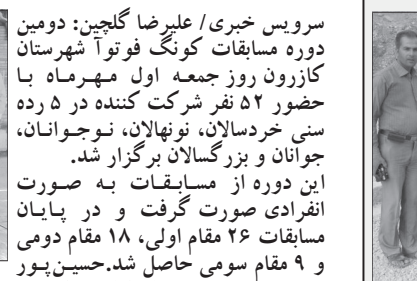 سرویس خبری/ علیرضا گلچین: دومین
دوره مسابقات کونگ فوتوآ شهرستان
کازرون روز جمعه اول مهرماه با
حضور ۵۲ نفر شرکت کننده در ۵ رده
سنی خردسالان، نونهالان، نوجوانان،
جوانان و بزرگسالان برگزار شد.
این دوره از مسابقات به صورت
انفرادی صورت گرفت و در پایان
مسابقات ۲۶ مقام اولی، ۱۸ مقام دومی
و ۹ مقام سومی حاصل شد.حسین‌پور